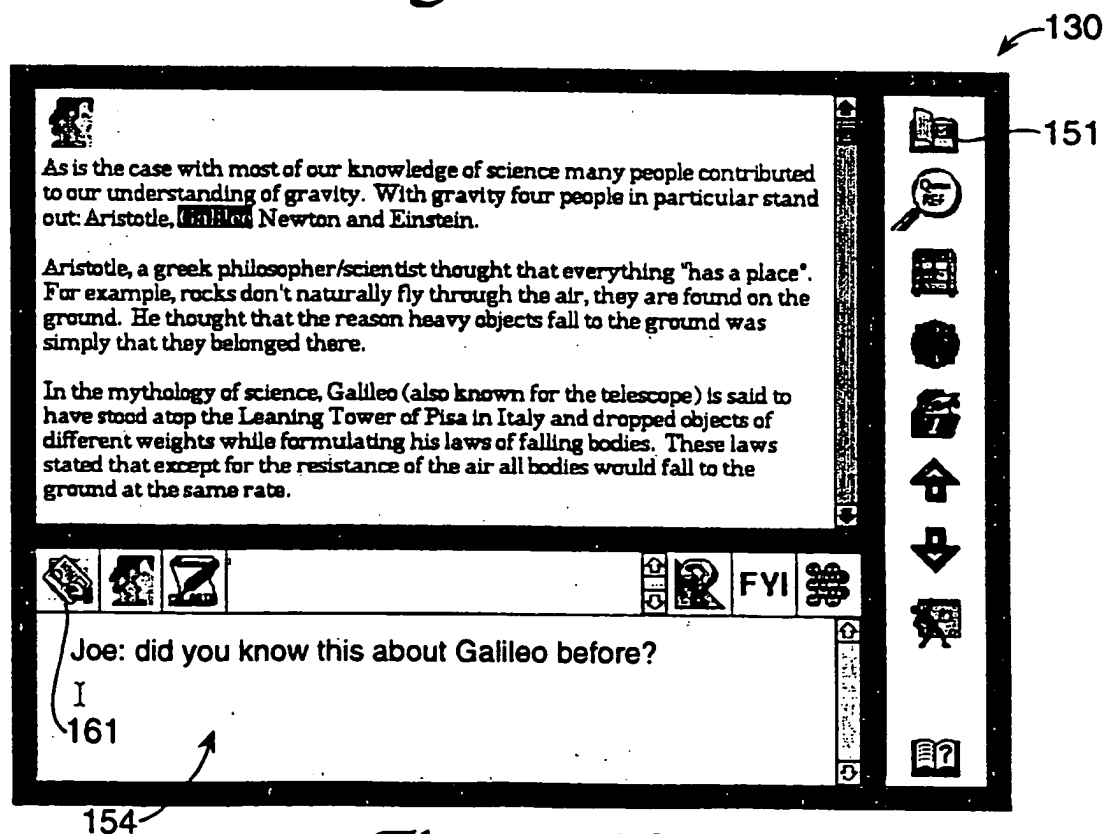 130
151
As is the case with most of our knowledge of science many people contributed
to our understanding of gravity. With gravity four people in particular stand
out: Aristotle, Galileo Newton and Einstein.
REF
Aristotle, a greek philosopher/scientist thought that everything "has a place".
For example, rocks don't naturally fly through the air, they are found on the
ground. He thought that the reason heavy objects fall to the ground was
simply that they belonged there.
In the mythology of science, Galileo (also known for the telescope) is said to
have stood atop the Leaning Tower of Pisa in Italy and dropped objects of
different weights while formulating his laws of falling bodies. These laws
stated that except for the resistance of the air all bodies would fall to the
ground at the same rate.
FYI
Joe: did you know this about Galileo before?
161
?
154